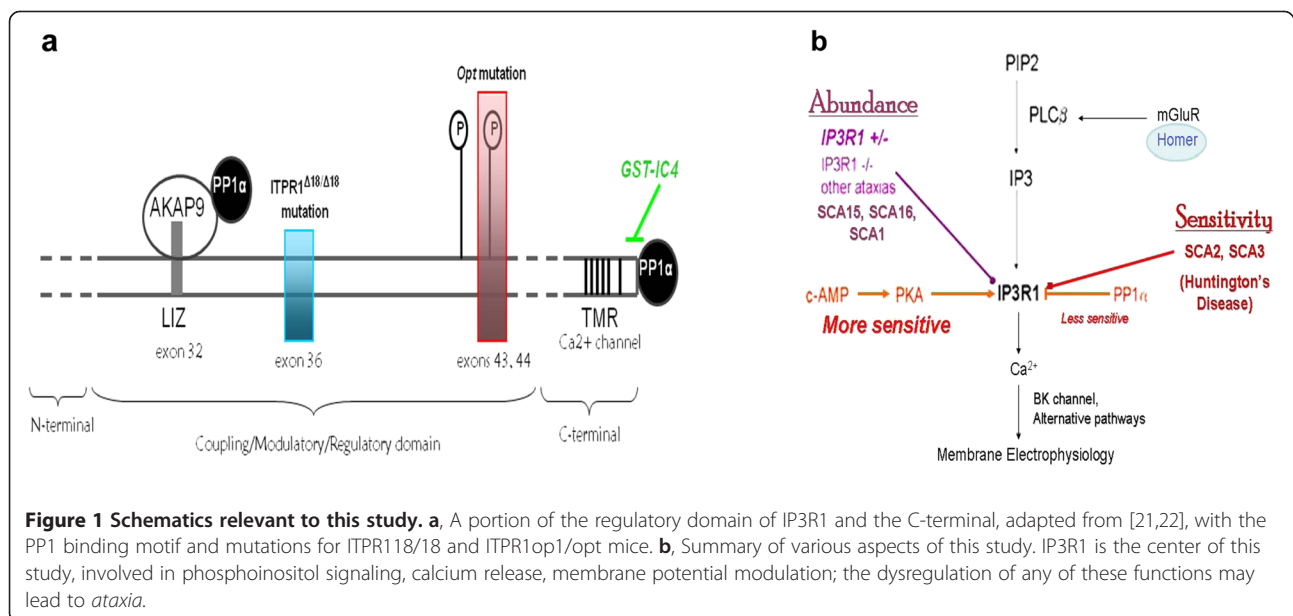 a
Opt mutation
P
P
GST-IC4
PP1α
AKAP9
ITPR1Δ18/Δ18
mutation
PP1α
LIZ
TMR
Ca2+ channel
exon 32
exon 36
exons 43, 44
N-terminal
Coupling/Modulatory/Regulatory domain
C-terminal
b
PIP2
Abundance
PLCβ
mGluR
Homer
IP3R1 +/-
IP3R1 -/-
other ataxias
SCA15, SCA16,
SCA1
IP3
Sensitivity
SCA2, SCA3
(Huntington's
Disease)
c-AMP
PKA
IP3R1
PP1α
More sensitive
Less sensitive
Ca2+
BK channel,
Alternative pathways
Membrane Electrophysiology
Figure 1 Schematics relevant to this study. a, A portion of the regulatory domain of IP3R1 and the C-terminal, adapted from [21,22], with the
PP1 binding motif and mutations for ITPR118/18 and ITPR1op1/opt mice. b, Summary of various aspects of this study. IP3R1 is the center of this
study, involved in phosphoinositol signaling, calcium release, membrane potential modulation; the dysregulation of any of these functions may
lead to ataxia.